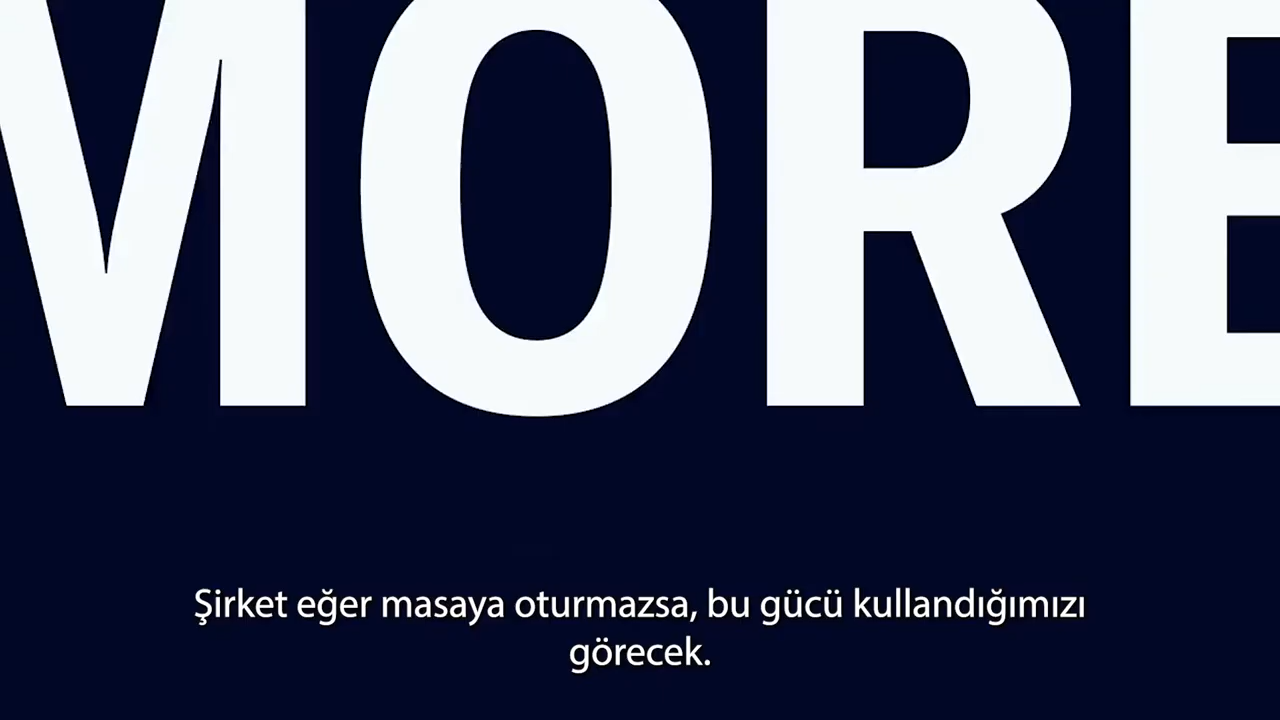 MORE
Şirket eğer masaya oturmazsa, bu gücü kullandığımızı
görecek.